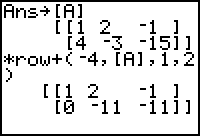 Ans→[A]
[[1 2 -1 ]
[4 -3 -15]]
*row+(-4,[A],1,2
)
[[1 2 -1 ]
[0 -11 -11]]